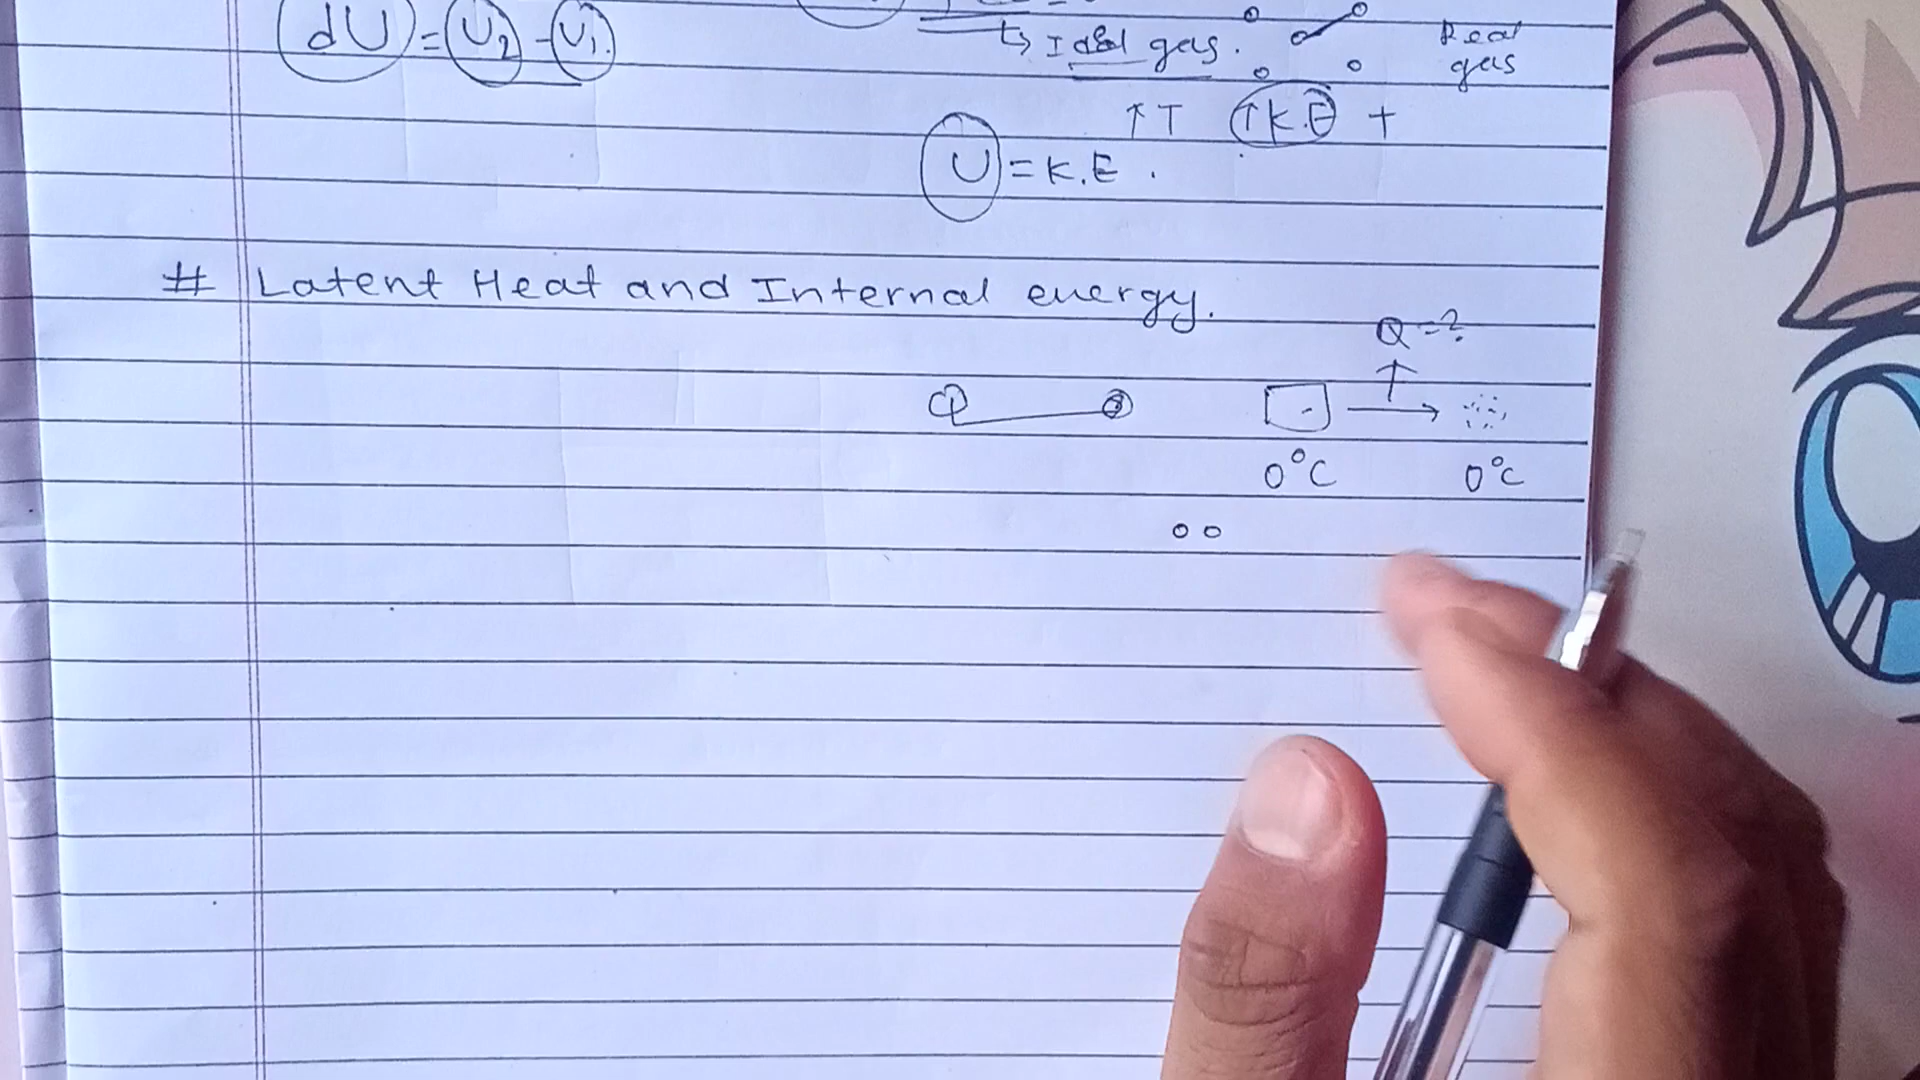 dU = U₂ - U₁.
↳ Ideal gas.
Real gas
↑T ↑K.E +
U = K.E.
# Latent Heat and Internal energy.
Q = ?
0°C 0°C